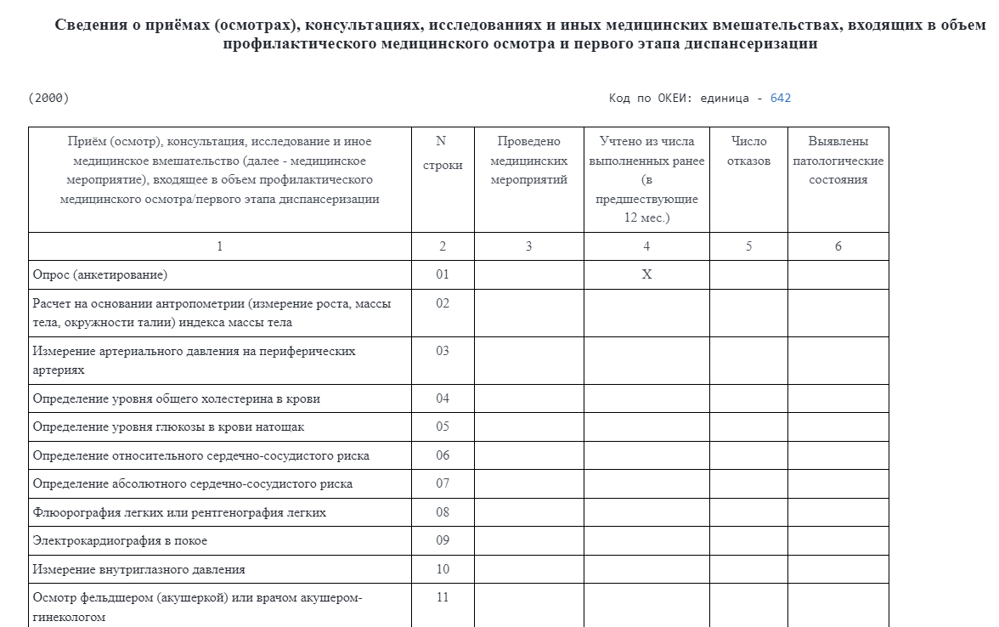 Сведения о приёмах (осмотрах), консультациях, исследованиях и иных медицинских вмешательствах, входящих в объем
профилактического медицинского осмотра и первого этапа диспансеризации
(2000) Код по ОКЕИ: единица - 642
Приём (осмотр), консультация, исследование и иное
медицинское вмешательство (далее - медицинское
мероприятие), входящее в объем профилактического
медицинского осмотра/первого этапа диспансеризации
N
строки
Проведено
медицинских
мероприятий
Учтено из числа
выполненных ранее
(в
предшествующие
12 мес.)
Число
отказов
Выявлены
патологические
состояния
1 2 3 4 5 6
Опрос (анкетирование) 01 X
Расчет на основании антропометрии (измерение роста, массы 02
тела, окружности талии) индекса массы тела
Измерение артериального давления на периферических 03
артериях
Определение уровня общего холестерина в крови 04
Определение уровня глюкозы в крови натощак 05
Определение относительного сердечно-сосудистого риска 06
Определение абсолютного сердечно-сосудистого риска 07
Флюорография легких или рентгенография легких 08
Электрокардиография в покое 09
Измерение внутриглазного давления 10
Осмотр фельдшером (акушеркой) или врачом акушером- 11
гинекологом